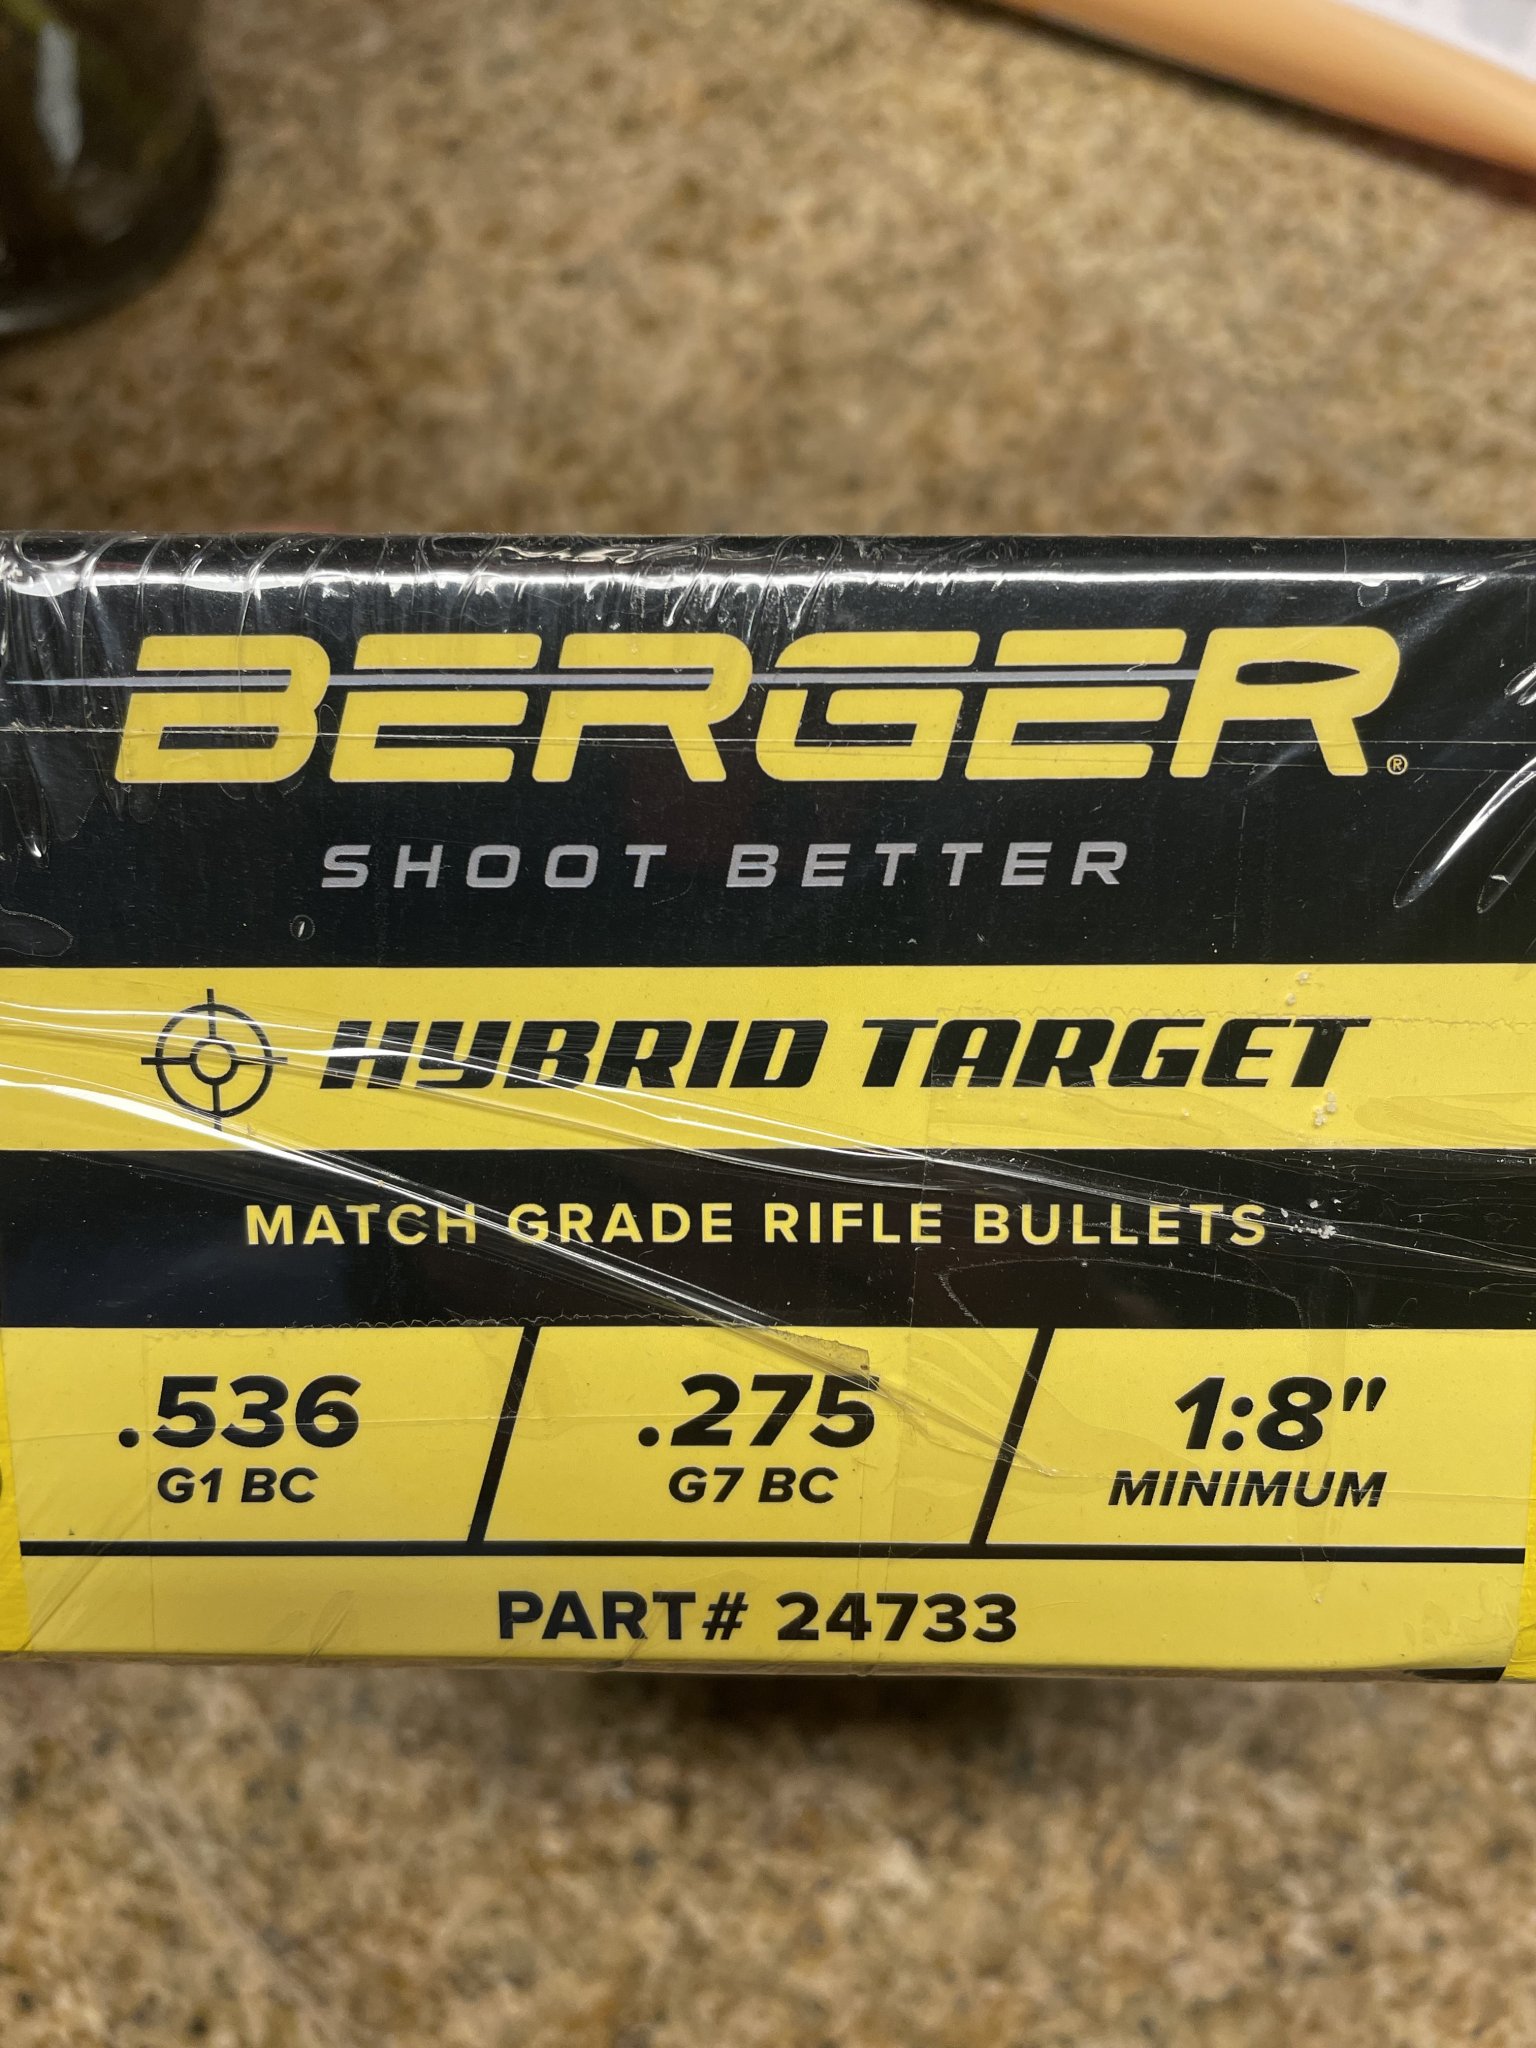 BERGER®
SHOOT BETTER
HYBRID TARGET
MATCH GRADE RIFLE BULLETS
.536 .275 1:8"
G1 BC G7 BC MINIMUM
PART# 24733